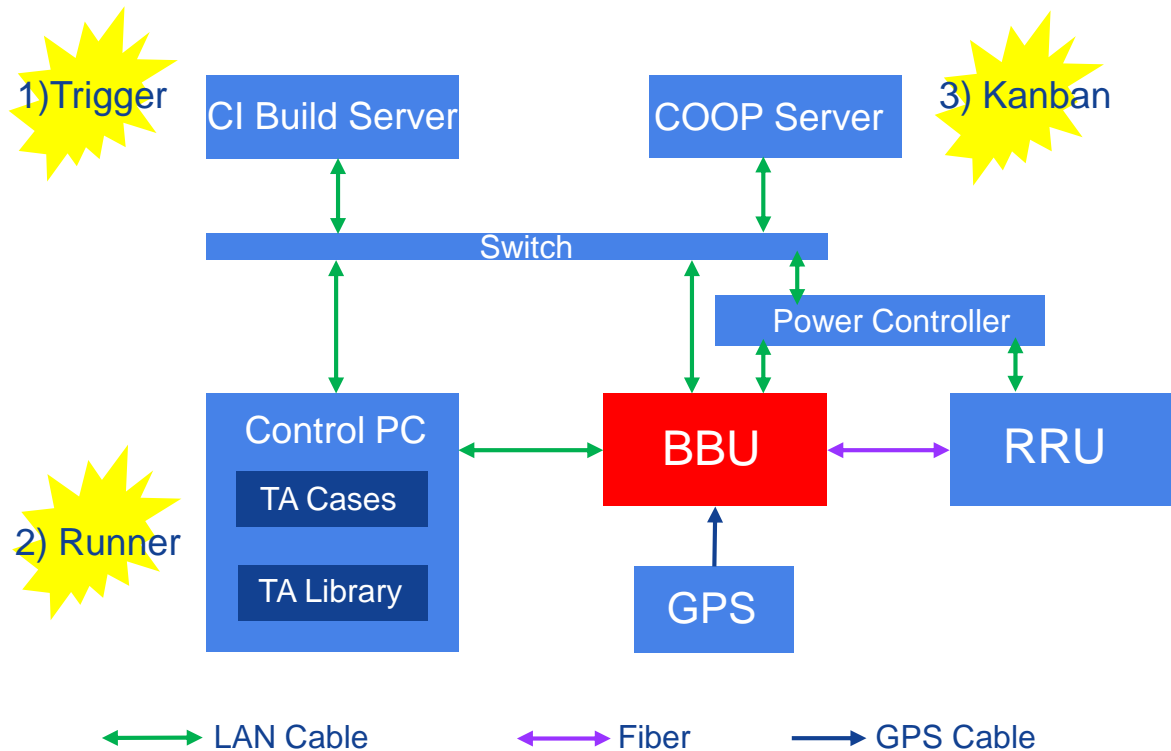 1)Trigger
CI Build Server
COOP Server
3) Kanban
Switch
Power Controller
Control PC
TA Cases
TA Library
BBU
RRU
2) Runner
GPS
LAN Cable
Fiber
GPS Cable